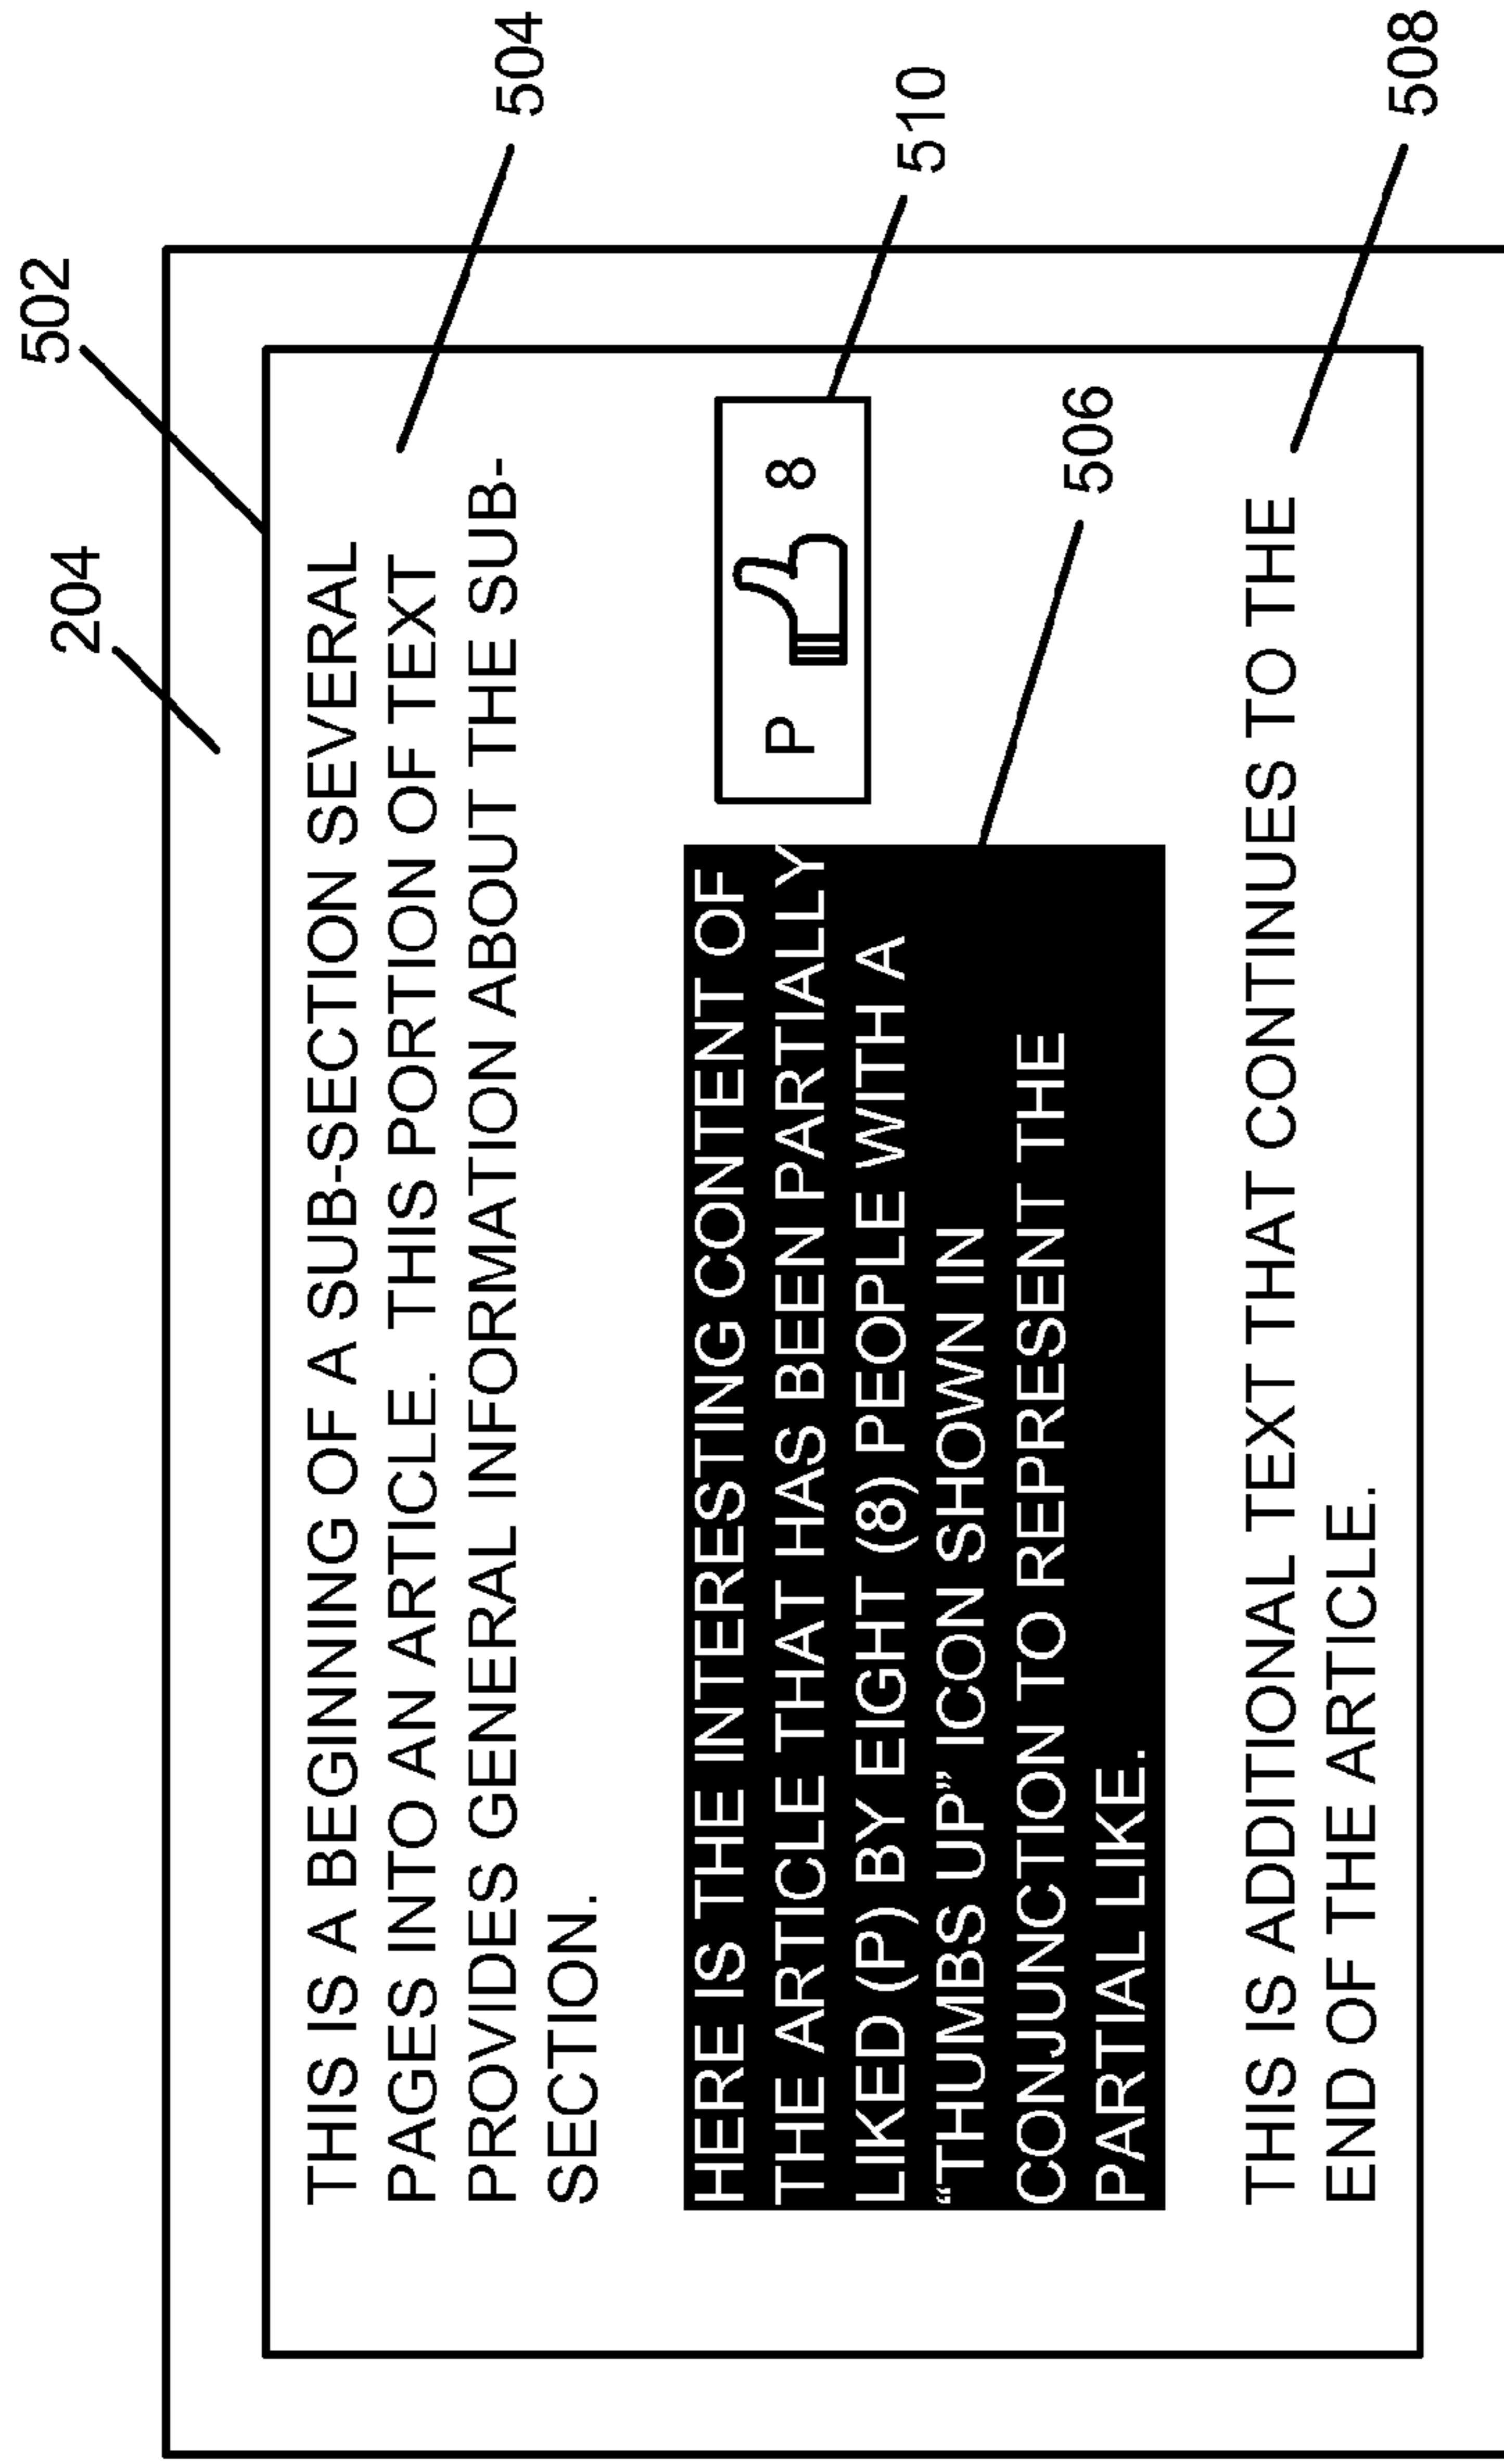 502
204
504
THIS IS A BEGINNING OF A SUB-SECTION SEVERAL
PAGES INTO AN ARTICLE. THIS PORTION OF TEXT
PROVIDES GENERAL INFORMATION ABOUT THE SUB-
SECTION.
P 8
510
HERE IS THE INTERESTING CONTENT OF
THE ARTICLE THAT HAS BEEN PARTIALLY
LIKED (P) BY EIGHT (8) PEOPLE WITH A
“THUMBS UP” ICON SHOWN IN
CONJUNCTION TO REPRESENT THE
PARTIAL LIKE.
506
THIS IS ADDITIONAL TEXT THAT CONTINUES TO THE
END OF THE ARTICLE.
508